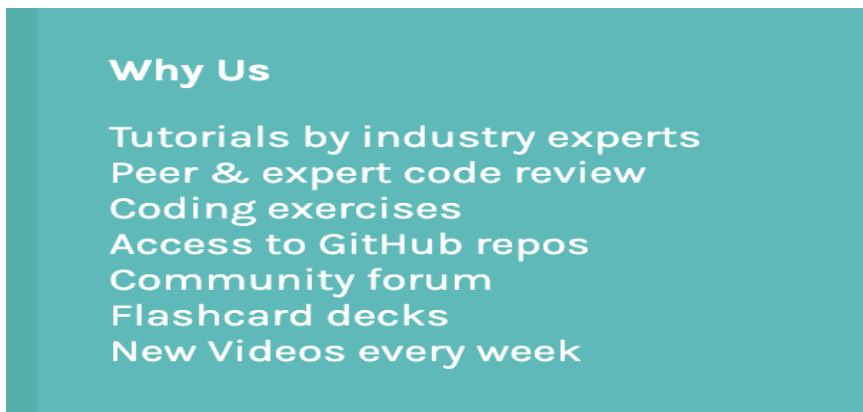 Why Us
Tutorials by industry experts
Peer & expert code review
Coding exercises
Access to GitHub repos
Community forum
Flashcard decks
New Videos every week